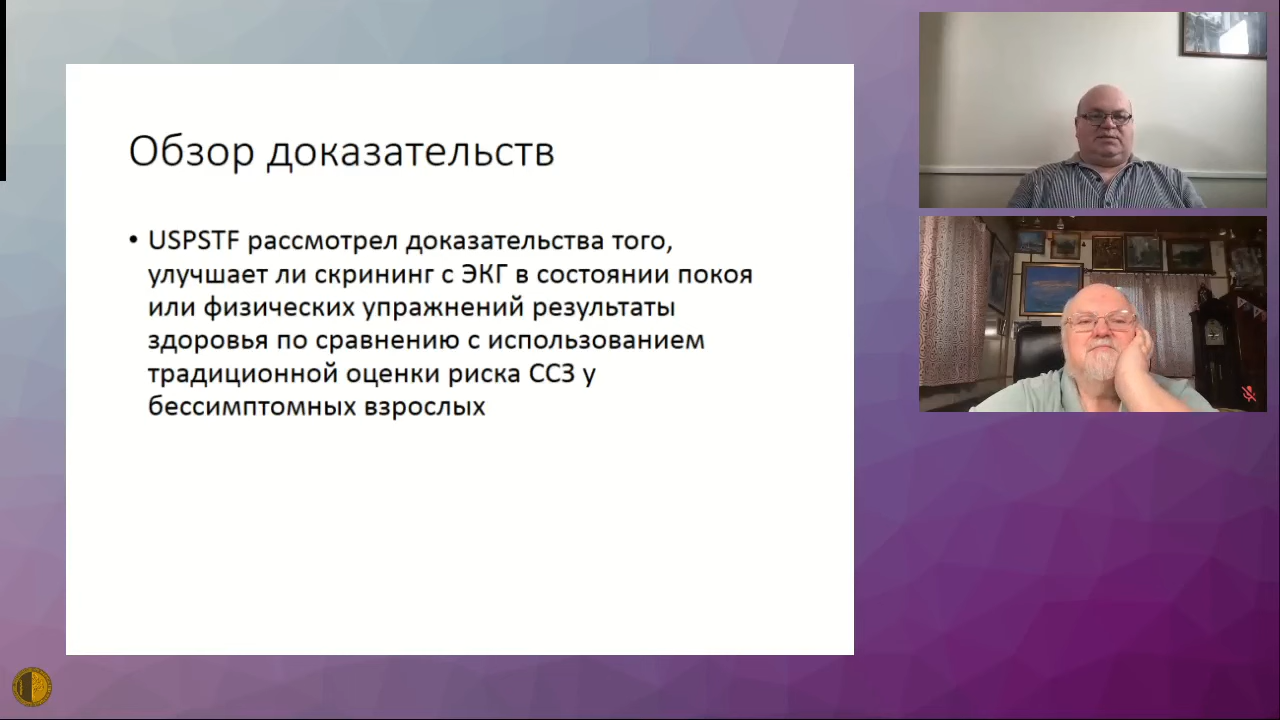 Обзор доказательств
• USPSTF рассмотрел доказательства того,
улучшает ли скрининг с ЭКГ в состоянии покоя
или физических упражнений результаты
здоровья по сравнению с использованием
традиционной оценки риска ССЗ у
бессимптомных взрослых